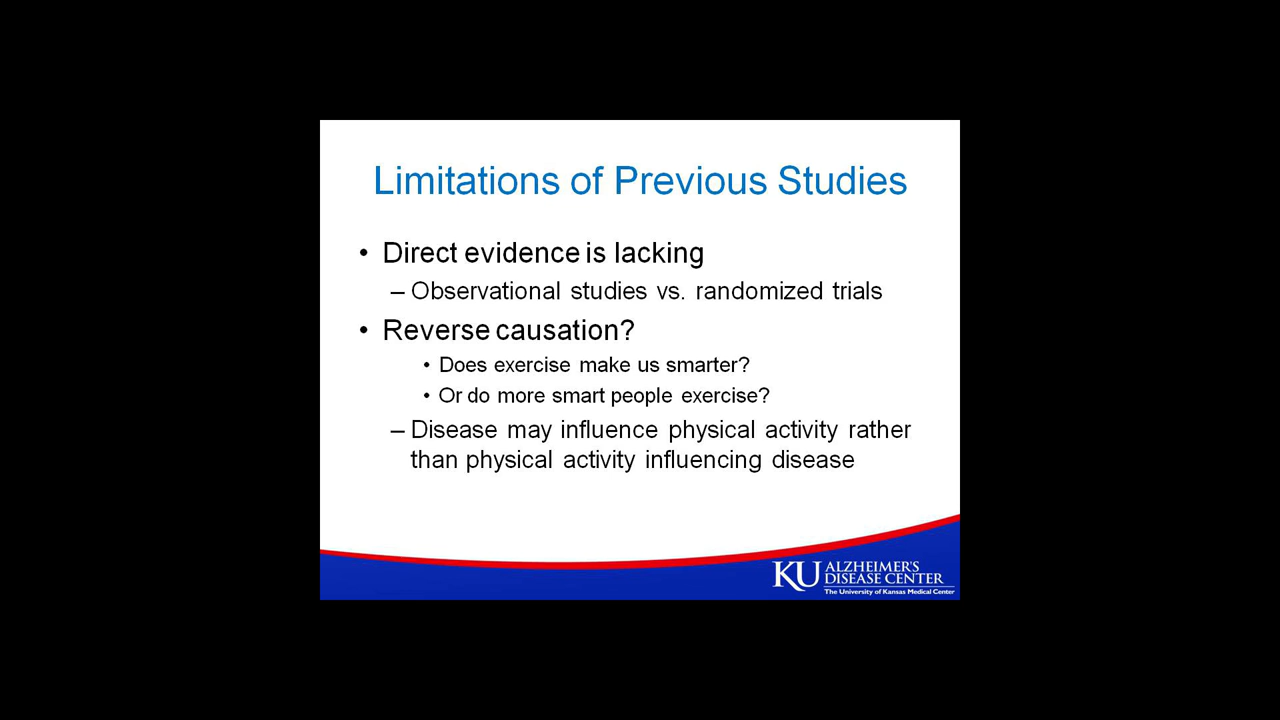 Limitations of Previous Studies
• Direct evidence is lacking
– Observational studies vs. randomized trials
• Reverse causation?
• Does exercise make us smarter?
• Or do more smart people exercise?
– Disease may influence physical activity rather
than physical activity influencing disease
KU ALZHEIMER'S
DISEASE CENTER
The University of Kansas Medical Center